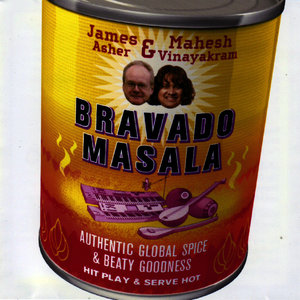 James & Mahesh
Asher Vinayakram
BRAVADO
MASALA
AUTHENTIC GLOBAL SPICE
& BEATY GOODNESS
HIT PLAY & SERVE HOT